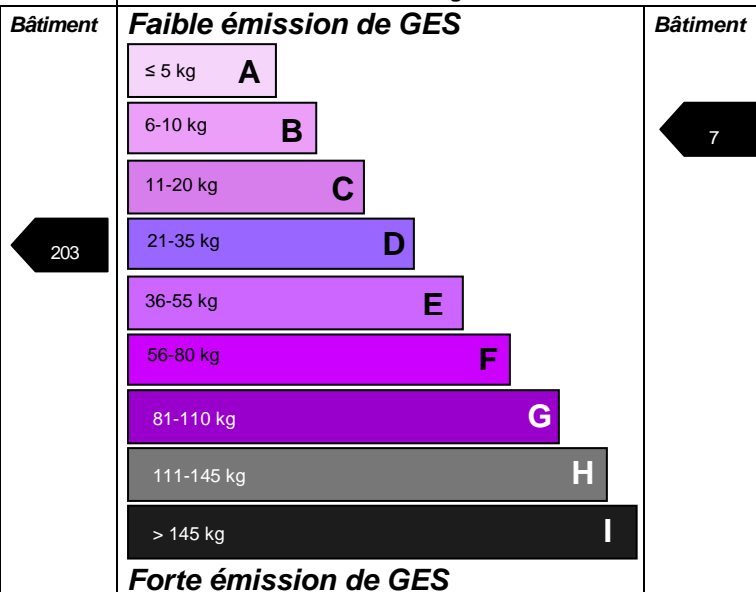 Bâtiment
Faible émission de GES
Bâtiment
≤ 5 kg A
6-10 kg B
7
11-20 kg C
203
21-35 kg D
36-55 kg E
56-80 kg F
81-110 kg G
111-145 kg H
> 145 kg I
Forte émission de GES